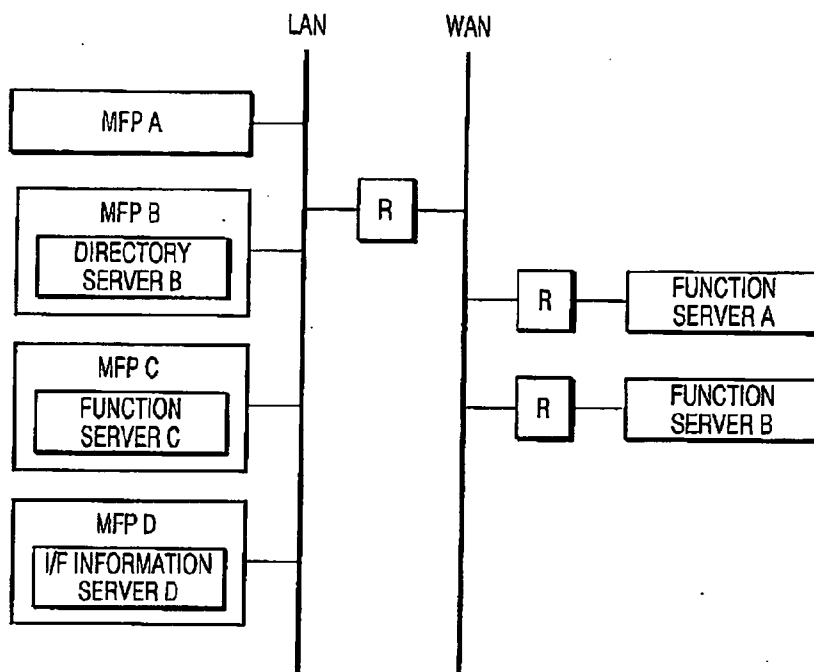 LAN
WAN
MFP A
MFP B
DIRECTORY
SERVER B
MFP C
FUNCTION
SERVER C
MFP D
I/F INFORMATION
SERVER D
R
R
FUNCTION
SERVER A
R
FUNCTION
SERVER B